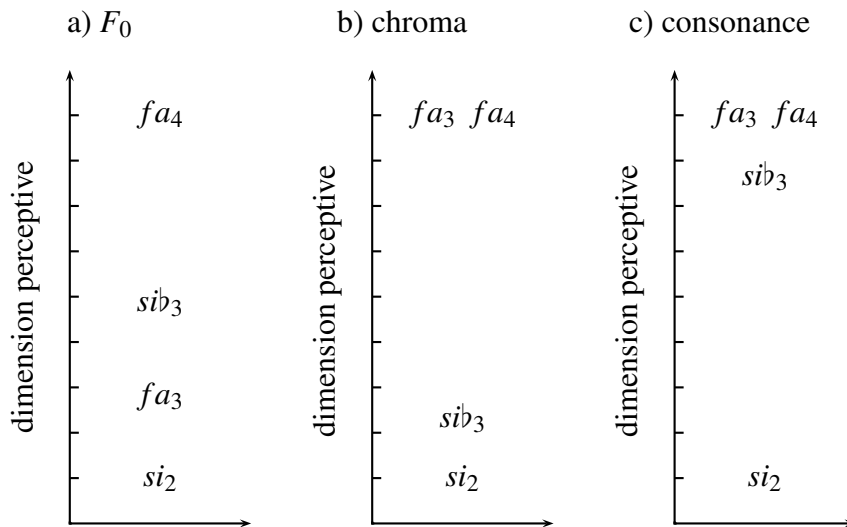 a) F₀
dimension perceptive
fa₄
si♭₃
fa₃
si₂
b) chroma
dimension perceptive
fa₃ fa₄
si♭₃
si₂
c) consonance
dimension perceptive
fa₃ fa₄
si♭₃
si₂